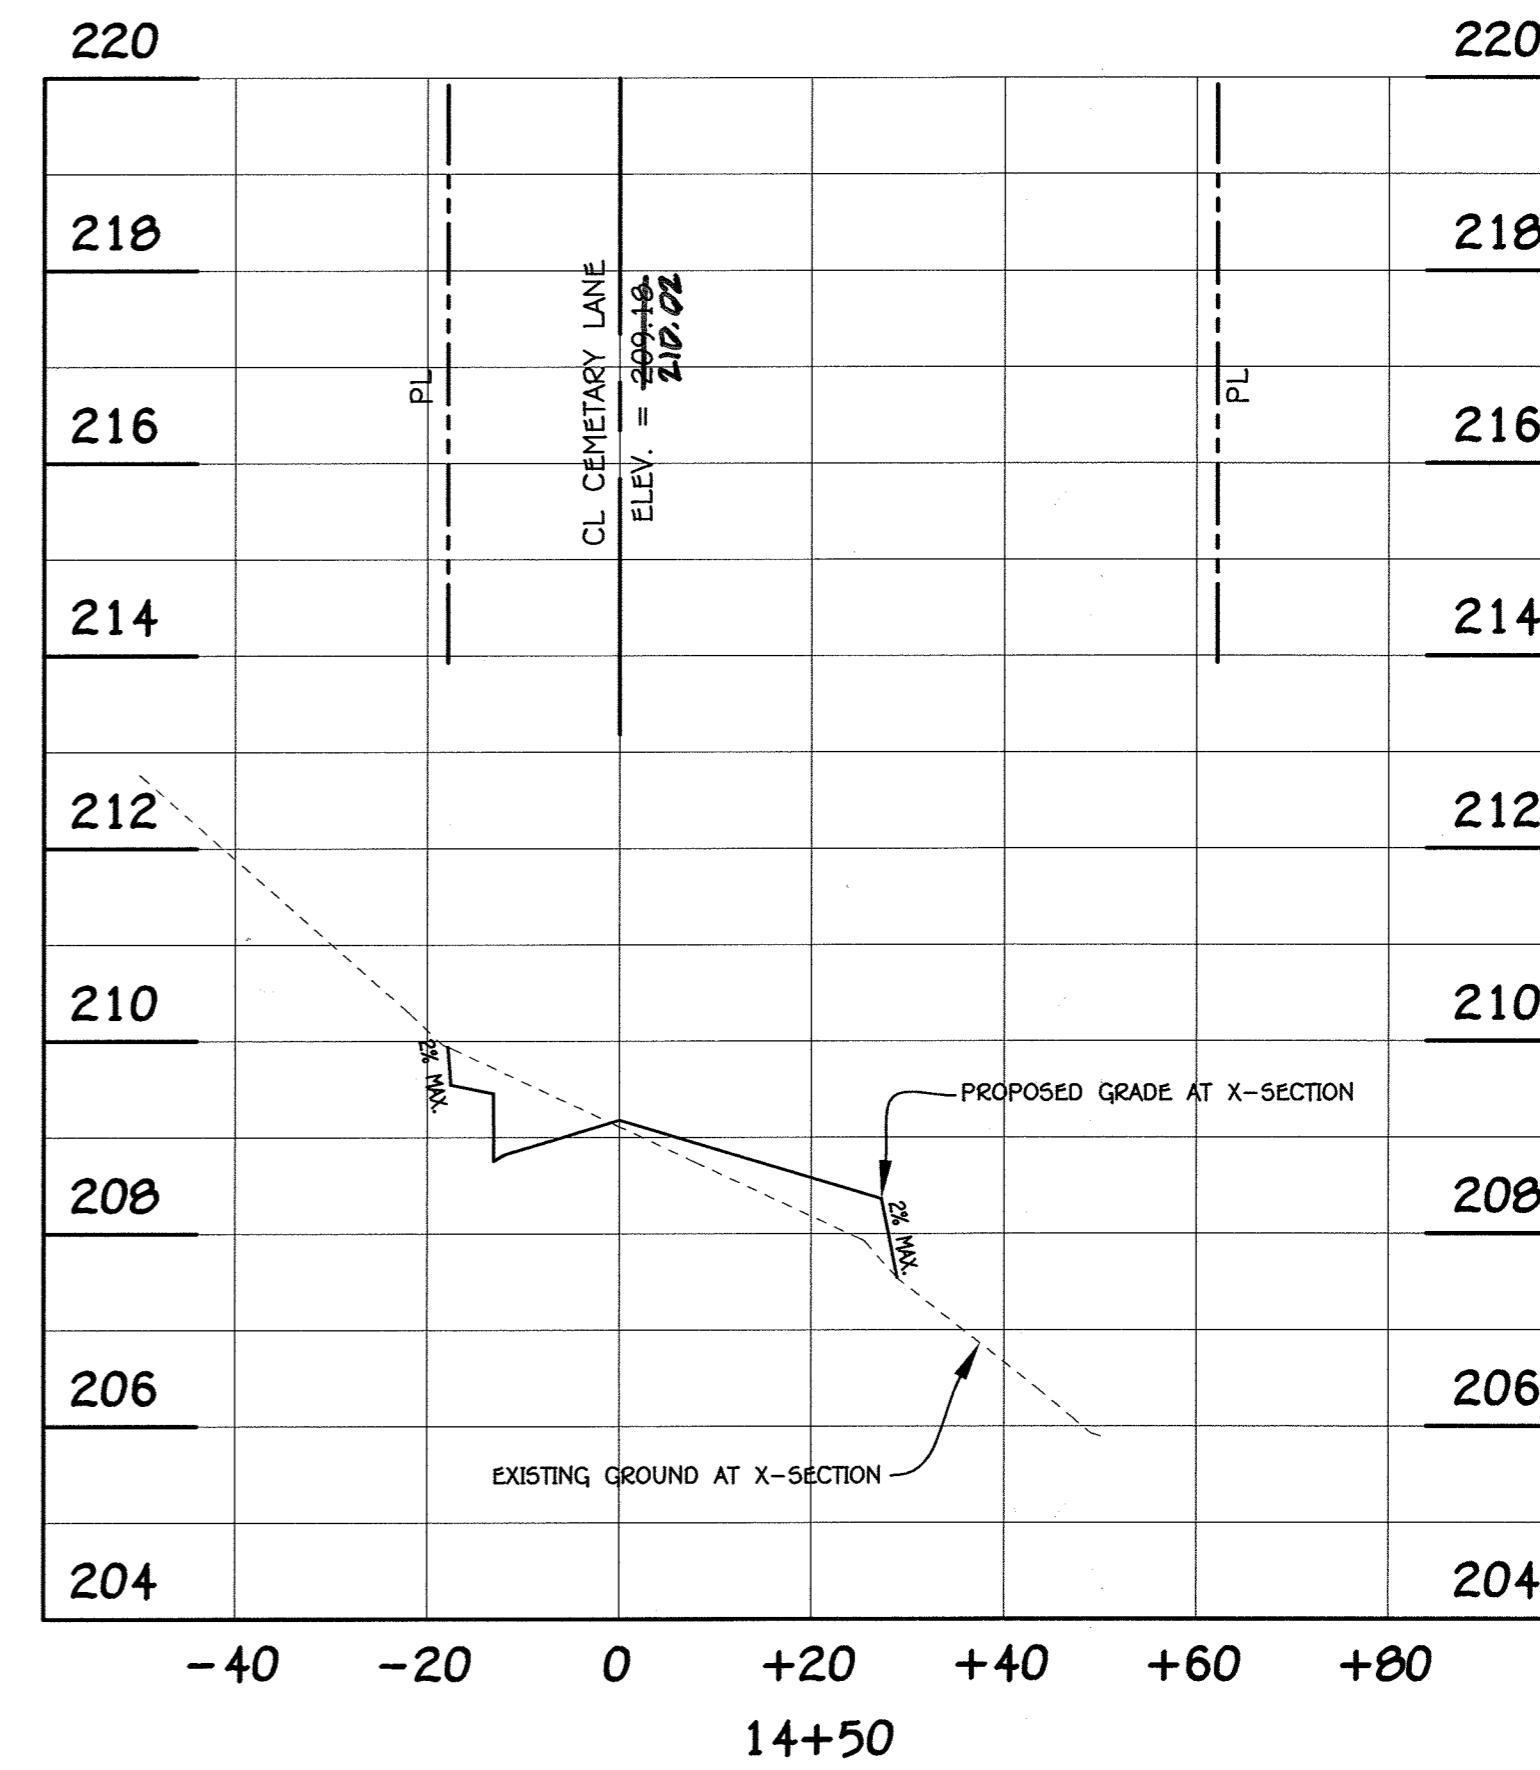 220 220
218 218
PL
CL CEMETARY LANE
ELEV. = 209.18
210.02
PL
216 216
214 214
212 212
210 210
2% MAX.
PROPOSED GRADE AT X-SECTION
208 208
2% MAX.
206 206
EXISTING GROUND AT X-SECTION
204 204
-40 -20 0 +20 +40 +60 +80
14+50